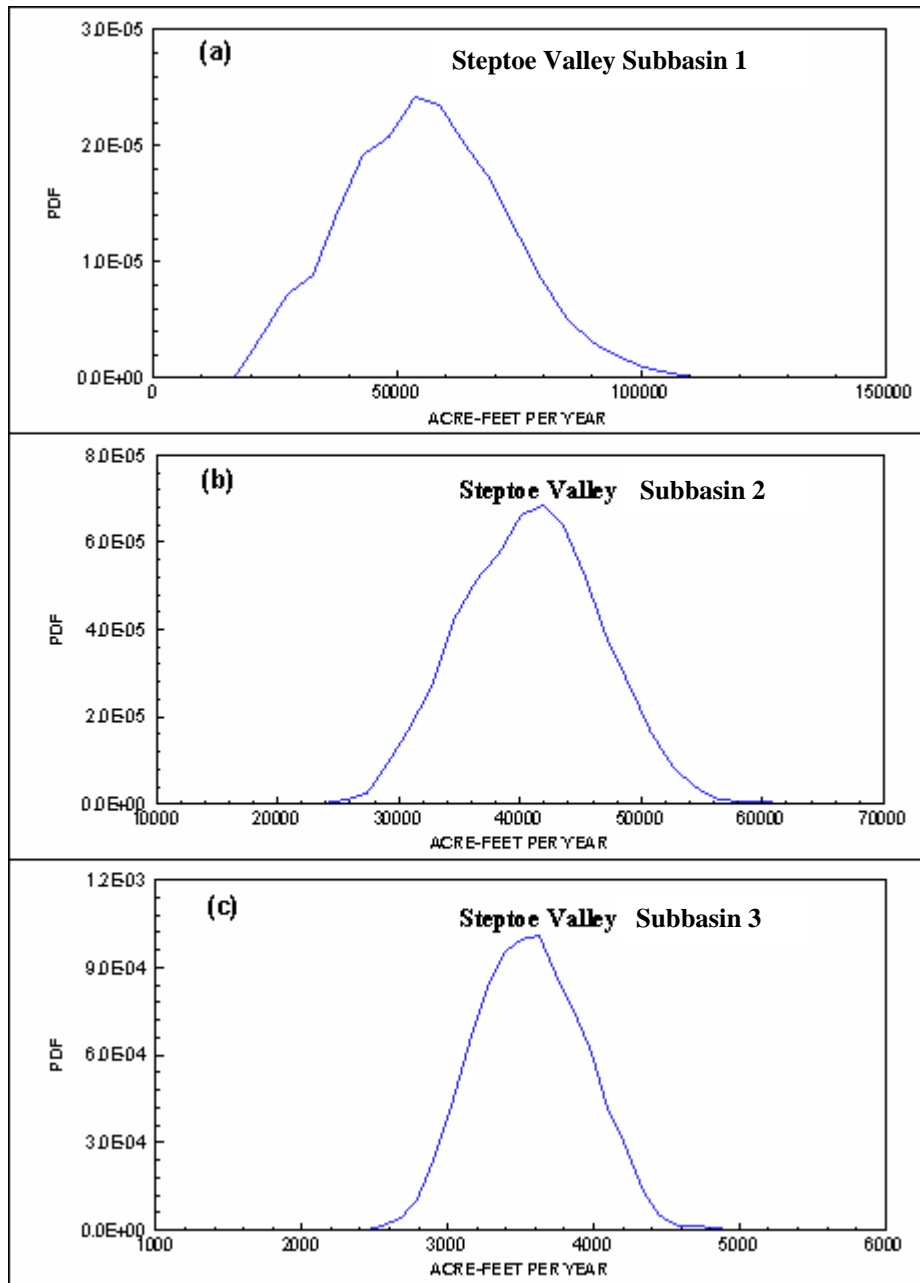 (a)
Steptoe Valley Subbasin 1
3.0E-05
2.0E-05
1.0E-05
0.0E+00
PDF
0 50000 100000 150000
ACRE-FEET PER YEAR
(b)
Steptoe Valley Subbasin 2
8.0E-05
6.0E-05
4.0E-05
2.0E-05
0.0E+00
PDF
10000 20000 30000 40000 50000 60000 70000
ACRE-FEET PER YEAR
(c)
Steptoe Valley Subbasin 3
1.2E-03
9.0E-04
6.0E-04
3.0E-04
0.0E+00
PDF
1000 2000 3000 4000 5000 6000
ACRE-FEET PER YEAR